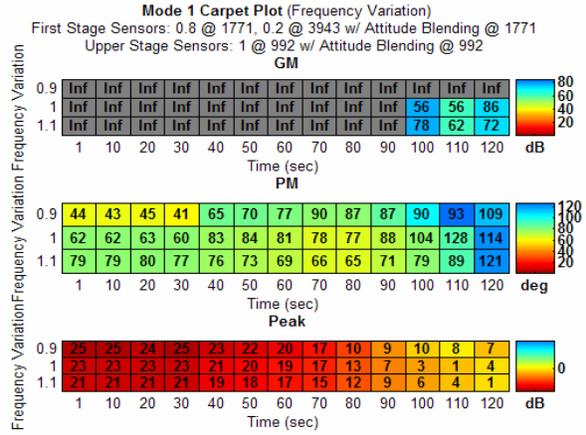 Mode 1 Carpet Plot (Frequency Variation)
First Stage Sensors: 0.8 @ 1771, 0.2 @ 3943 w/ Attitude Blending @ 1771
Upper Stage Sensors: 1 @ 992 w/ Attitude Blending @ 992
GM
Frequency Variation
0.9 Inf Inf Inf Inf Inf Inf Inf Inf Inf Inf Inf Inf Inf
1 Inf Inf Inf Inf Inf Inf Inf Inf Inf Inf 56 56 86
1.1 Inf Inf Inf Inf Inf Inf Inf Inf Inf Inf 78 62 72
1 10 20 30 40 50 60 70 80 90 100 110 120
Time (sec)
80
60
40
20
dB
PM
Frequency Variation
0.9 44 43 45 41 65 70 77 90 87 87 90 93 109
1 62 62 63 60 83 84 81 78 77 88 104 128 114
1.1 79 79 80 77 76 73 69 66 65 71 79 89 121
1 10 20 30 40 50 60 70 80 90 100 110 120
Time (sec)
120
100
80
60
40
20
deg
Peak
Frequency Variation
0.9 25 25 24 25 23 22 20 17 10 9 10 8 7
1 23 23 23 23 21 20 19 17 13 7 3 1 4
1.1 21 21 21 21 19 18 17 15 12 9 6 4 1
1 10 20 30 40 50 60 70 80 90 100 110 120
Time (sec)
0
dB